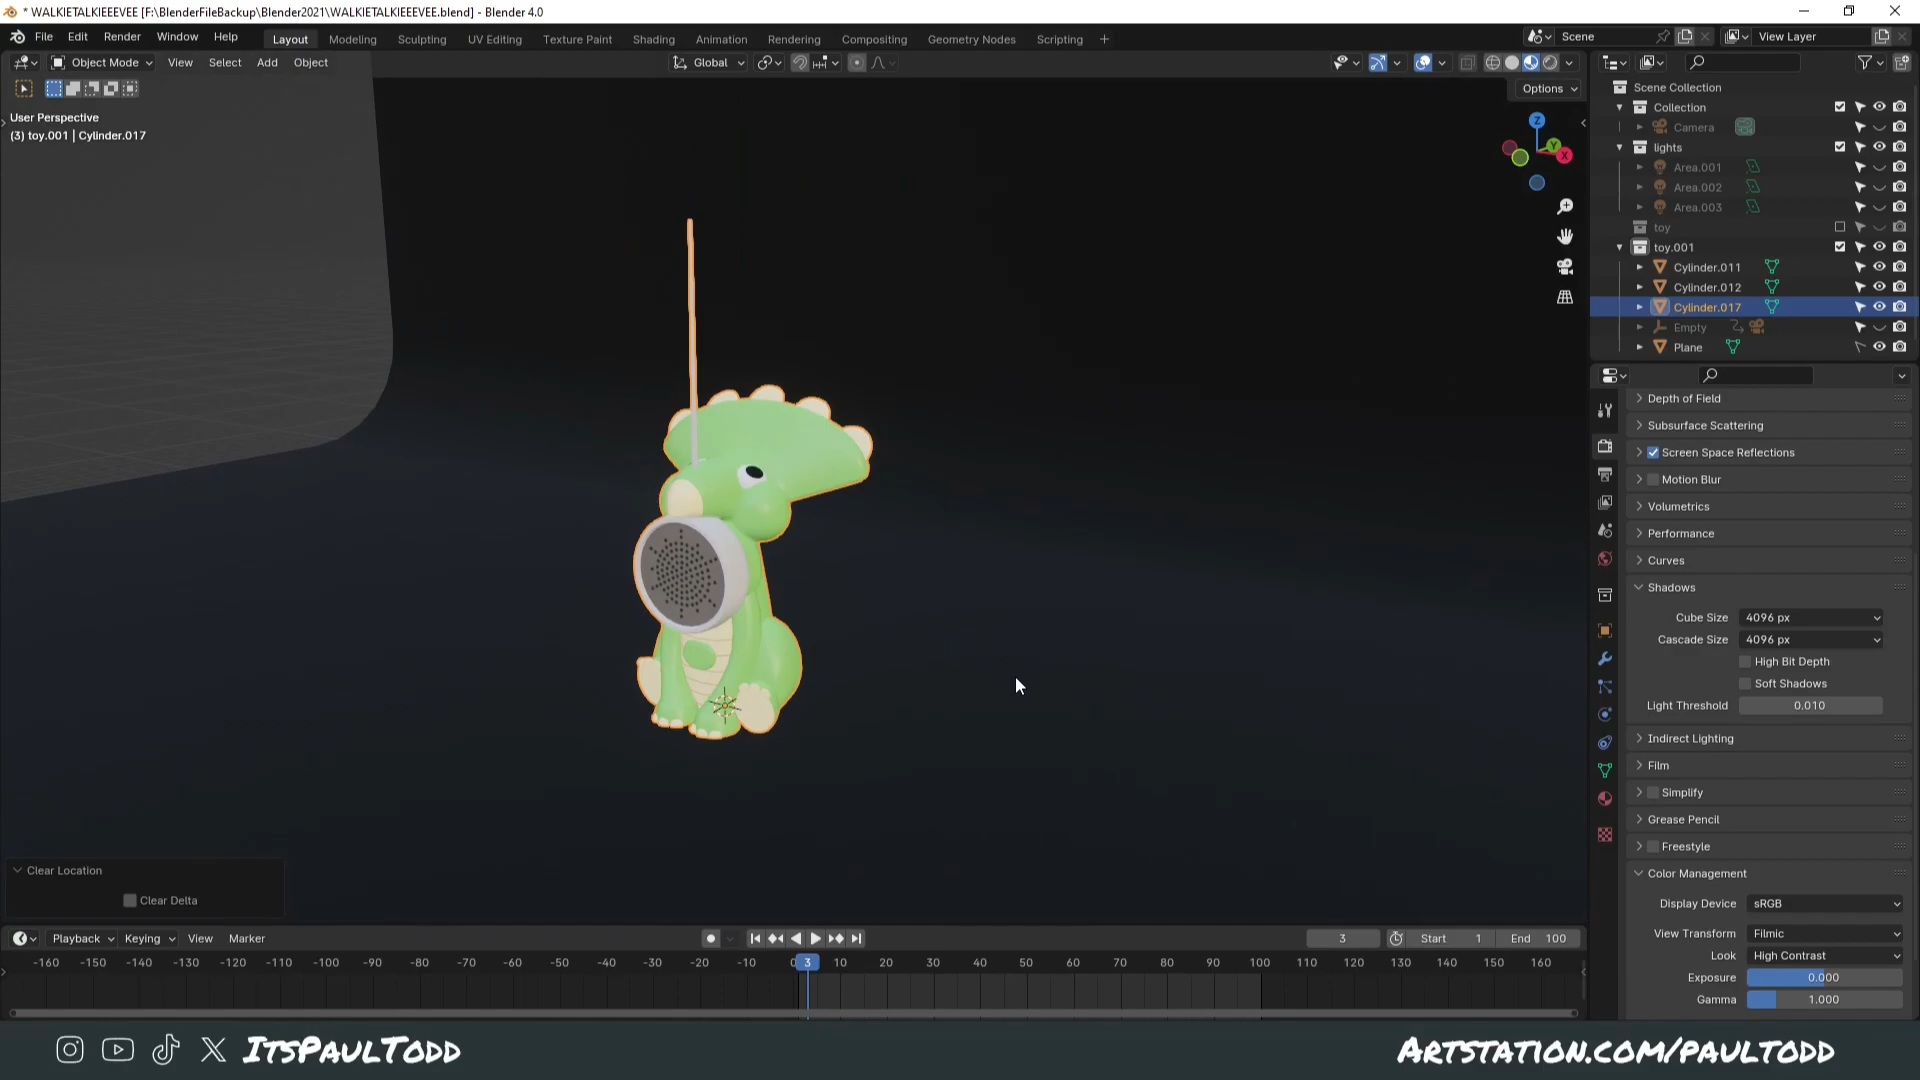 * WALKIETALKIEEEVEE [F:\BlenderFileBackup\Blender2021\WALKIETALKIEEEVEE.blend] - Blender 4.0
File Edit Render Window Help Layout Modeling Sculpting UV Editing Texture Paint Shading Animation Rendering Compositing Geometry Nodes Scripting + Scene View Layer
Object Mode View Select Add Object Global
Options
User Perspective
(3) toy.001 | Cylinder.017
Z
Y
X
Scene Collection
Collection
Camera
lights
Area.001
Area.002
Area.003
toy
toy.001
Cylinder.011
Cylinder.012
Cylinder.017
Empty
Plane
Depth of Field
Subsurface Scattering
Screen Space Reflections
Motion Blur
Volumetrics
Performance
Curves
Shadows
Cube Size 4096 px
Cascade Size 4096 px
High Bit Depth
Soft Shadows
Light Threshold 0.010
Indirect Lighting
Film
Simplify
Grease Pencil
Freestyle
Color Management
Display Device sRGB
View Transform Filmic
Look High Contrast
Exposure 0.000
Gamma 1.000
Clear Location
Clear Delta
Playback Keying View Marker 3 Start 1 End 100
-160 -150 -140 -130 -120 -110 -100 -90 -80 -70 -60 -50 -40 -30 -20 -10 0 3 10 20 30 40 50 60 70 80 90 100 110 120 130 140 150 160
ItsPaulTodd
Artstation.com/paultodd